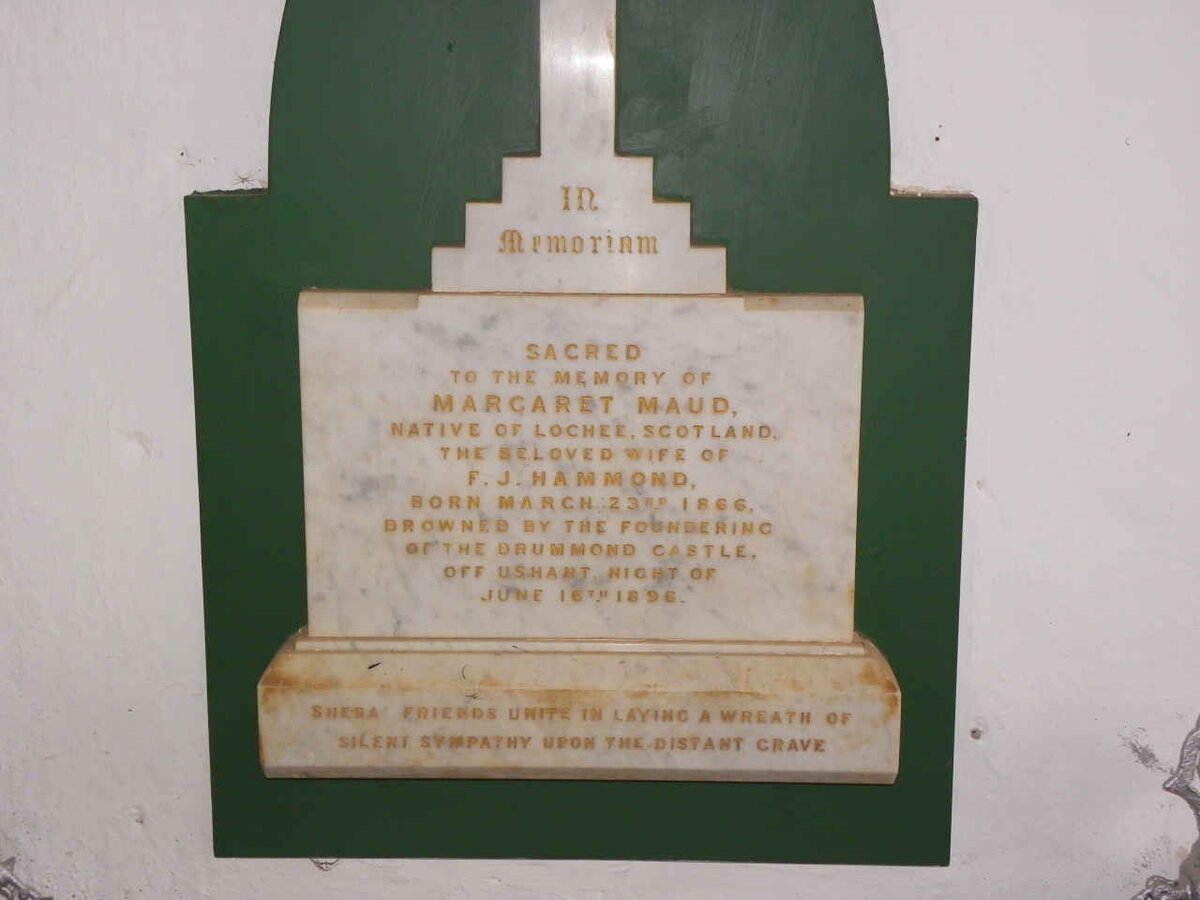 In
Memoriam
SACRED
TO THE MEMORY OF
MARGARET MAUD,
NATIVE OF LOCHEE, SCOTLAND,
THE BELOVED WIFE OF
F. J. HAMMOND,
BORN MARCH 23RD 1866,
DROWNED BY THE FOUNDERING
OF THE DRUMMOND CASTLE,
OFF USHANT, NIGHT OF
JUNE 16TH 1896.
SHEBA' FRIENDS UNITE IN LAYING A WREATH OF
SILENT SYMPATHY UPON THE DISTANT GRAVE